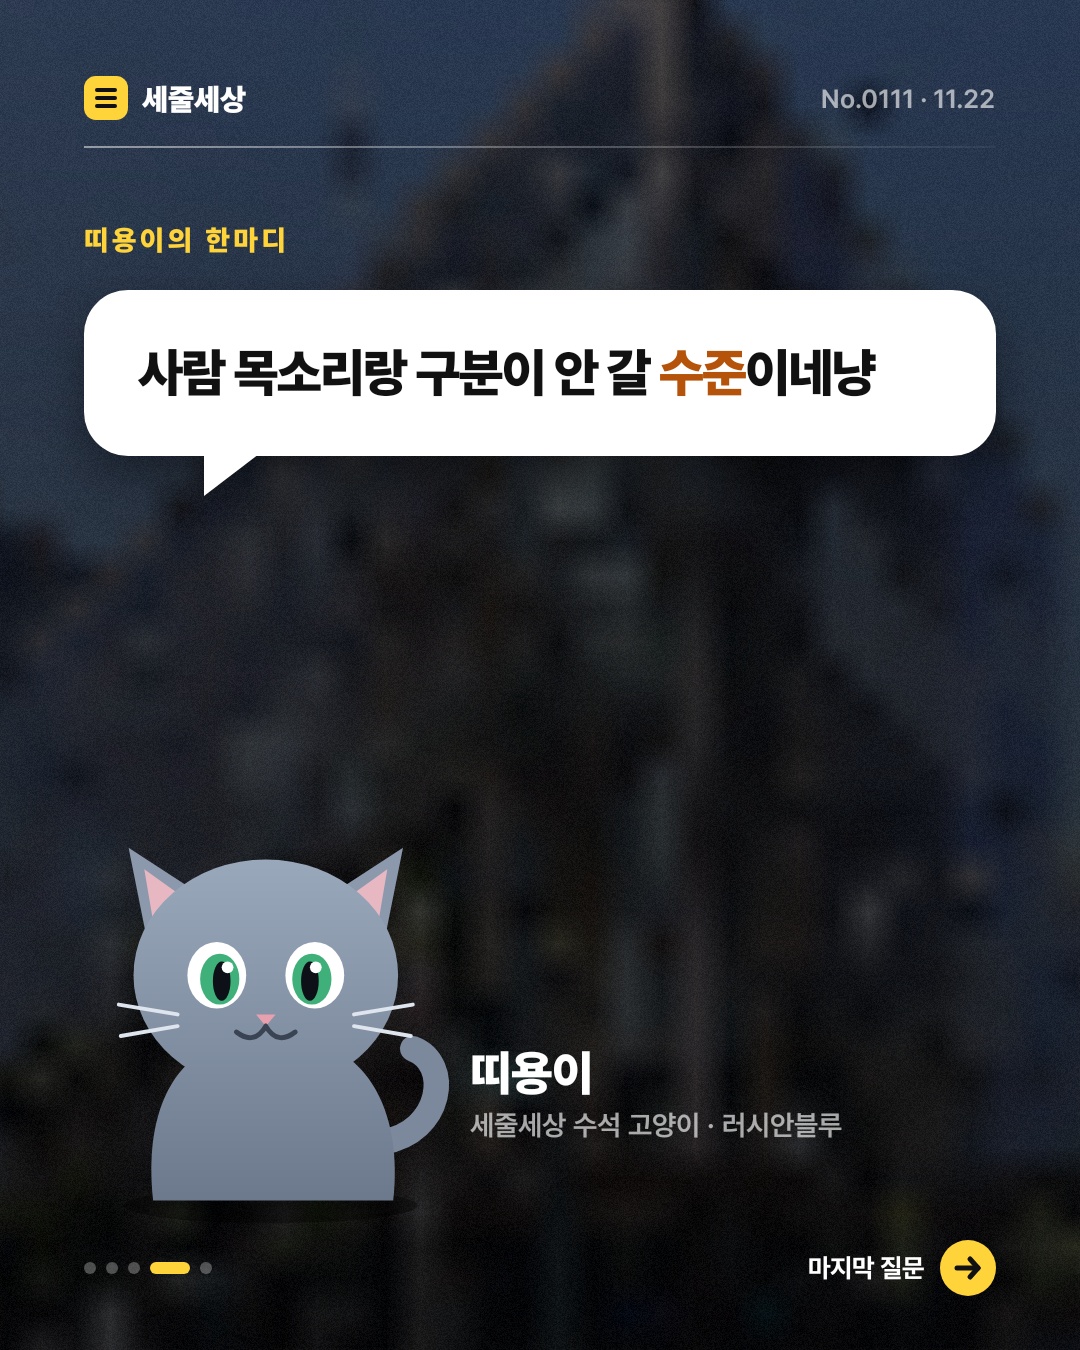 세줄세상
No.0111 · 11.22
띠용이의 한마디
사람 목소리랑 구분이 안 갈 수준이네냥
띠용이
세줄세상 수석 고양이 · 러시안블루
마지막 질문